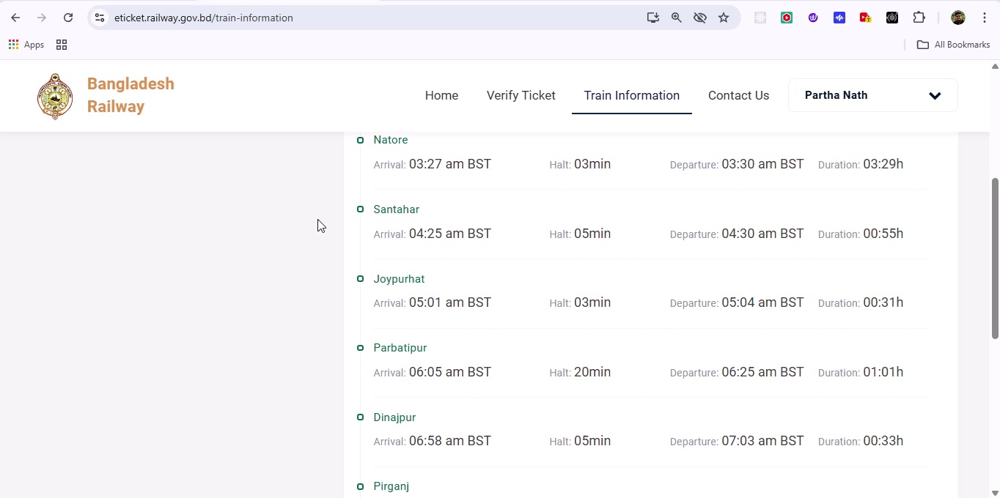 eticket.railway.gov.bd/train-information
Apps
All Bookmarks
Bangladesh
Railway
Home
Verify Ticket
Train Information
Contact Us
Partha Nath
Natore
Arrival: 03:27 am BST Halt: 03min Departure: 03:30 am BST Duration: 03:29h
Santahar
Arrival: 04:25 am BST Halt: 05min Departure: 04:30 am BST Duration: 00:55h
Joypurhat
Arrival: 05:01 am BST Halt: 03min Departure: 05:04 am BST Duration: 00:31h
Parbatipur
Arrival: 06:05 am BST Halt: 20min Departure: 06:25 am BST Duration: 01:01h
Dinajpur
Arrival: 06:58 am BST Halt: 05min Departure: 07:03 am BST Duration: 00:33h
Pirganj